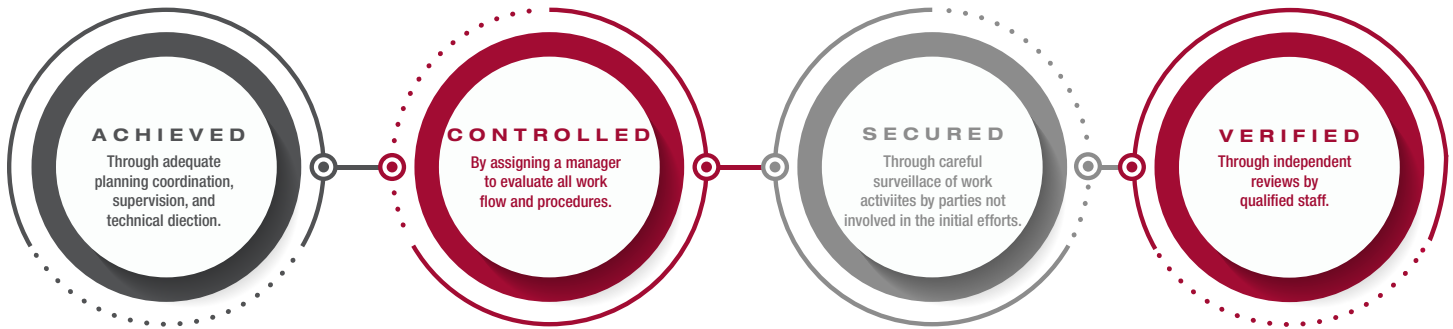 ACHIEVED
Through adequate
planning coordination,
supervision, and
technical diection.
CONTROLLED
By assigning a manager
to evaluate all work
flow and procedures.
SECURED
Through careful
surveillace of work
activiites by parties not
involved in the initial efforts.
VERIFIED
Through independent
reviews by
qualified staff.